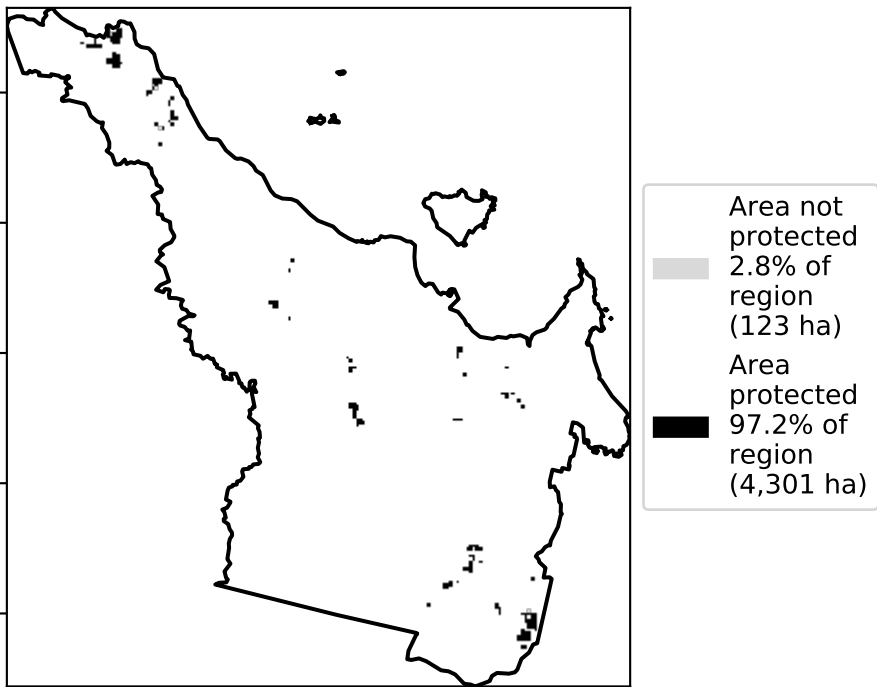 Area not
protected
2.8% of
region
(123 ha)
Area
protected
97.2% of
region
(4,301 ha)